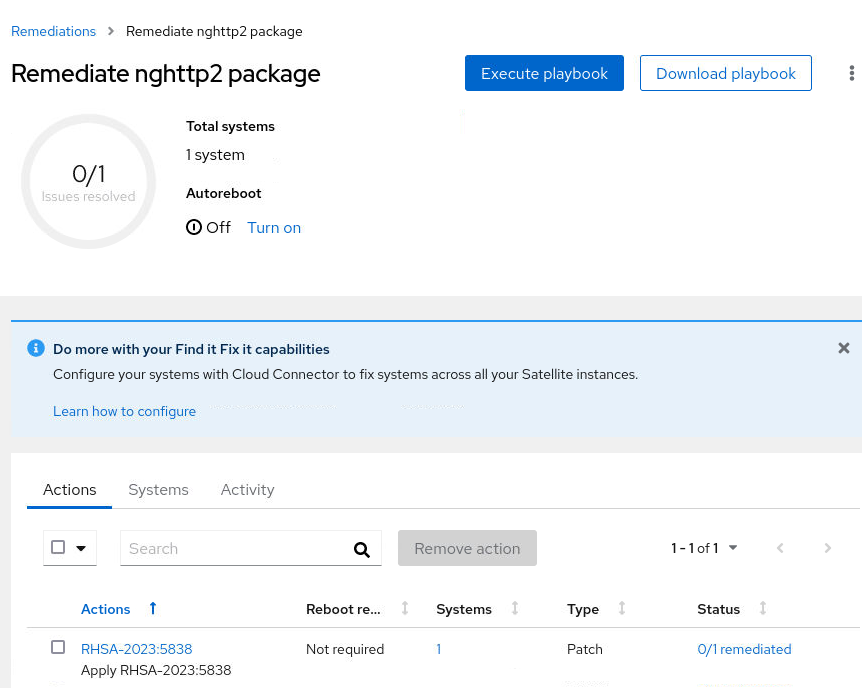 Remediations > Remediate nghttp2 package
Remediate nghttp2 package
Execute playbook
Download playbook
0/1
Issues resolved
Total systems
1 system
Autoreboot
Off Turn on
Do more with your Find it Fix it capabilities
Configure your systems with Cloud Connector to fix systems across all your Satellite instances.
Learn how to configure
Actions Systems Activity
Search Remove action 1 - 1 of 1
Actions Reboot re... Systems Type Status
RHSA-2023:5838 Not required 1 Patch 0/1 remediated
Apply RHSA-2023:5838